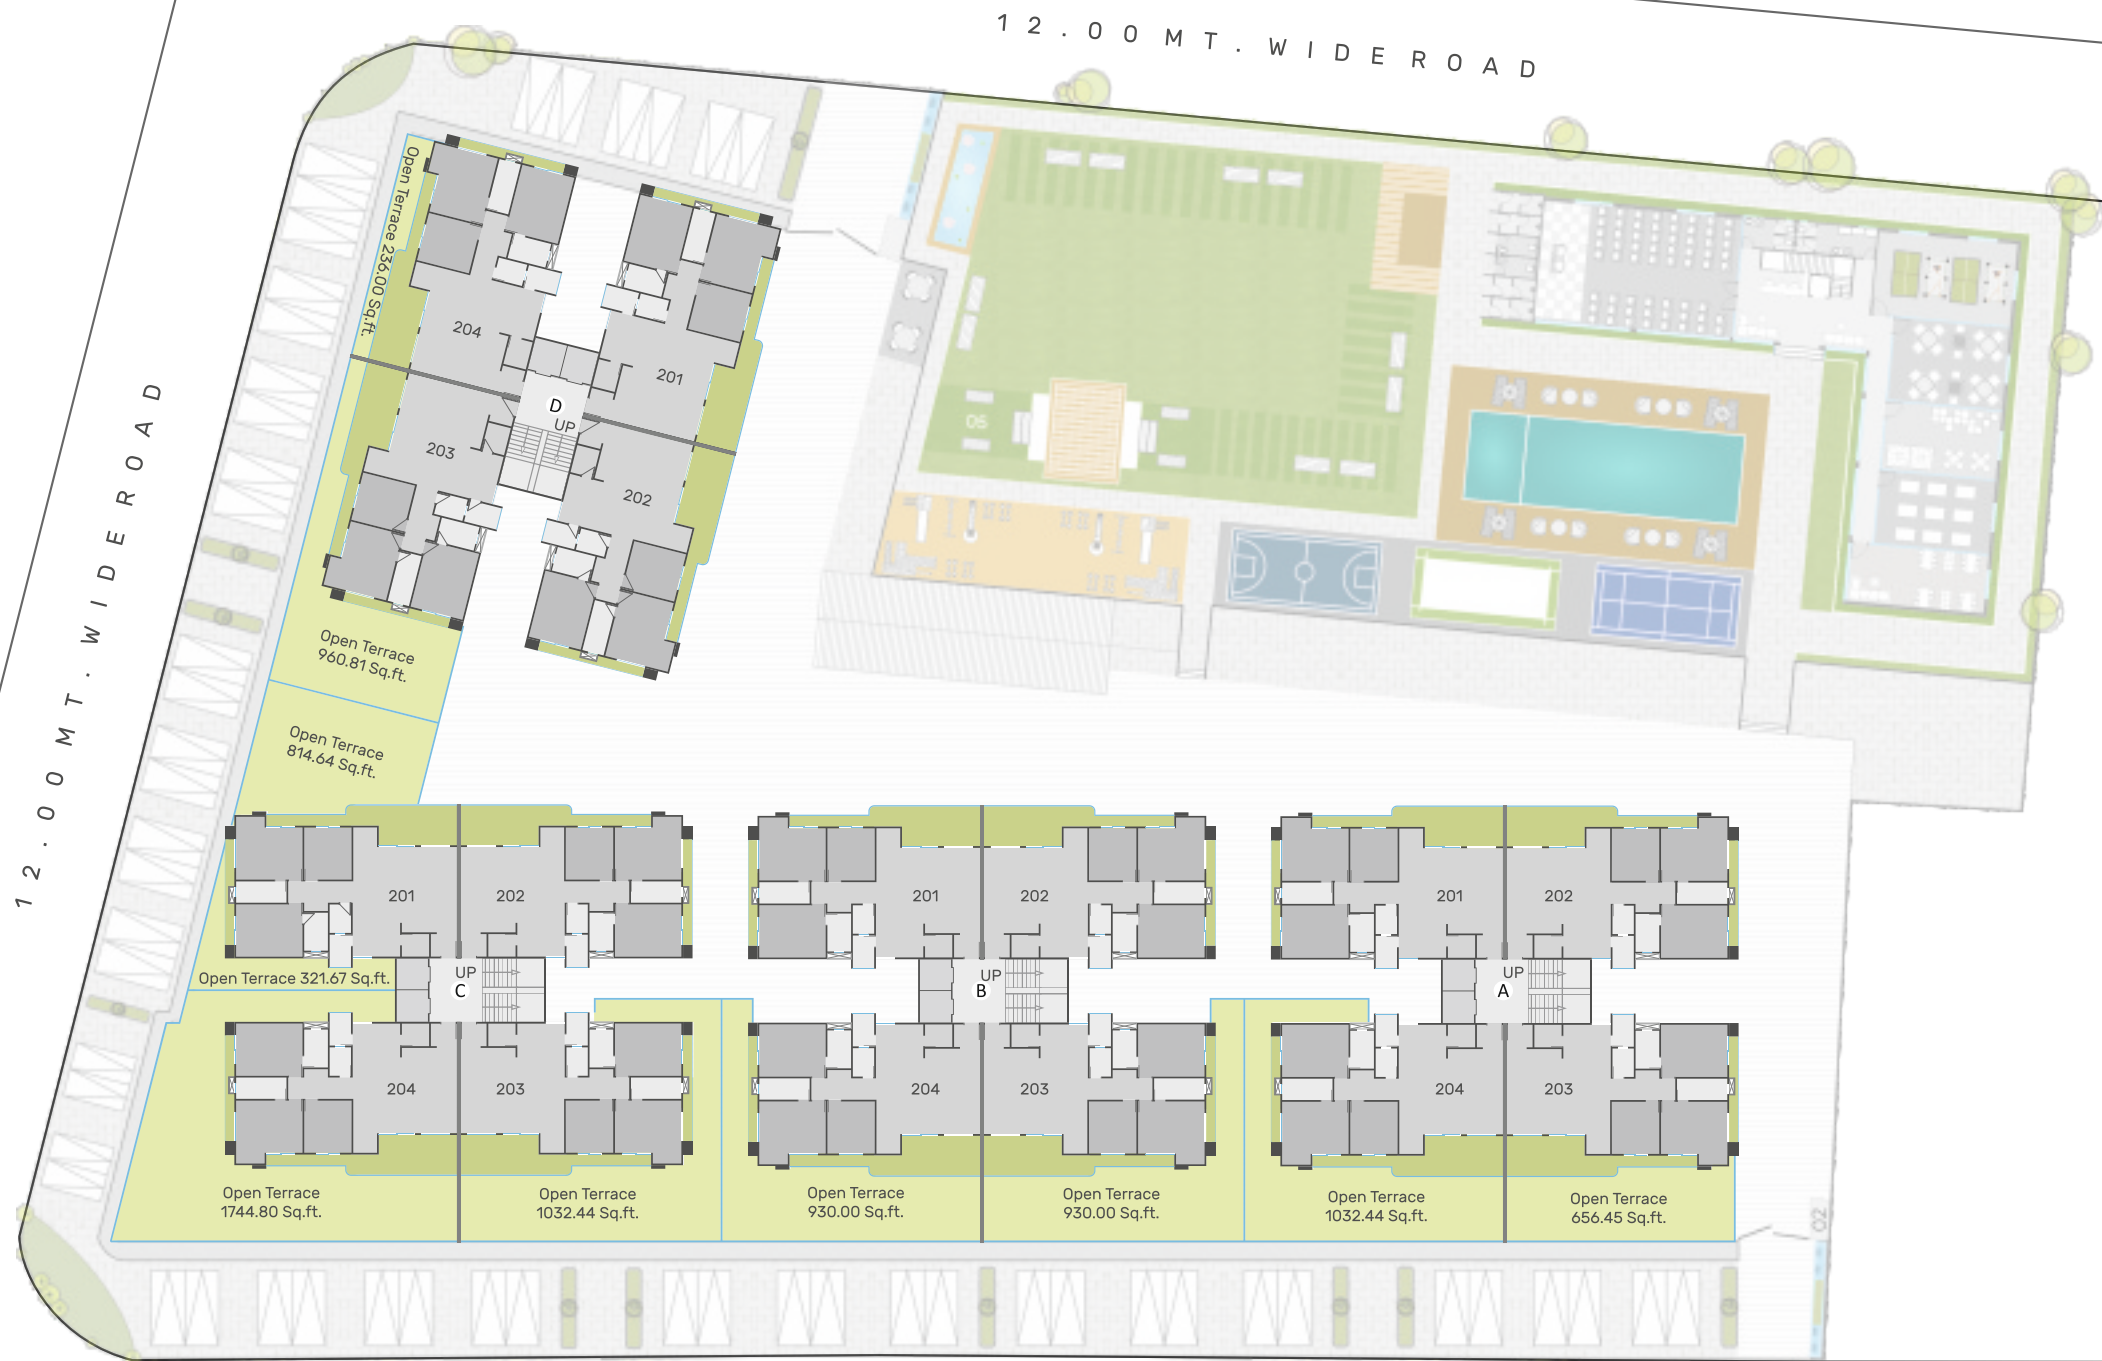 12.00 MT. WIDE ROAD
12.00 MT. WIDE ROAD
Open Terrace 236.00 Sq.ft.
204
201
D
UP
203
202
05
Open Terrace
960.81 Sq.ft.
Open Terrace
814.64 Sq.ft.
201
202
201
202
201
202
Open Terrace 321.67 Sq.ft.
UP
C
UP
B
UP
A
204
203
204
203
204
203
Open Terrace
1744.80 Sq.ft.
Open Terrace
1032.44 Sq.ft.
Open Terrace
930.00 Sq.ft.
Open Terrace
930.00 Sq.ft.
Open Terrace
1032.44 Sq.ft.
Open Terrace
656.45 Sq.ft.
02